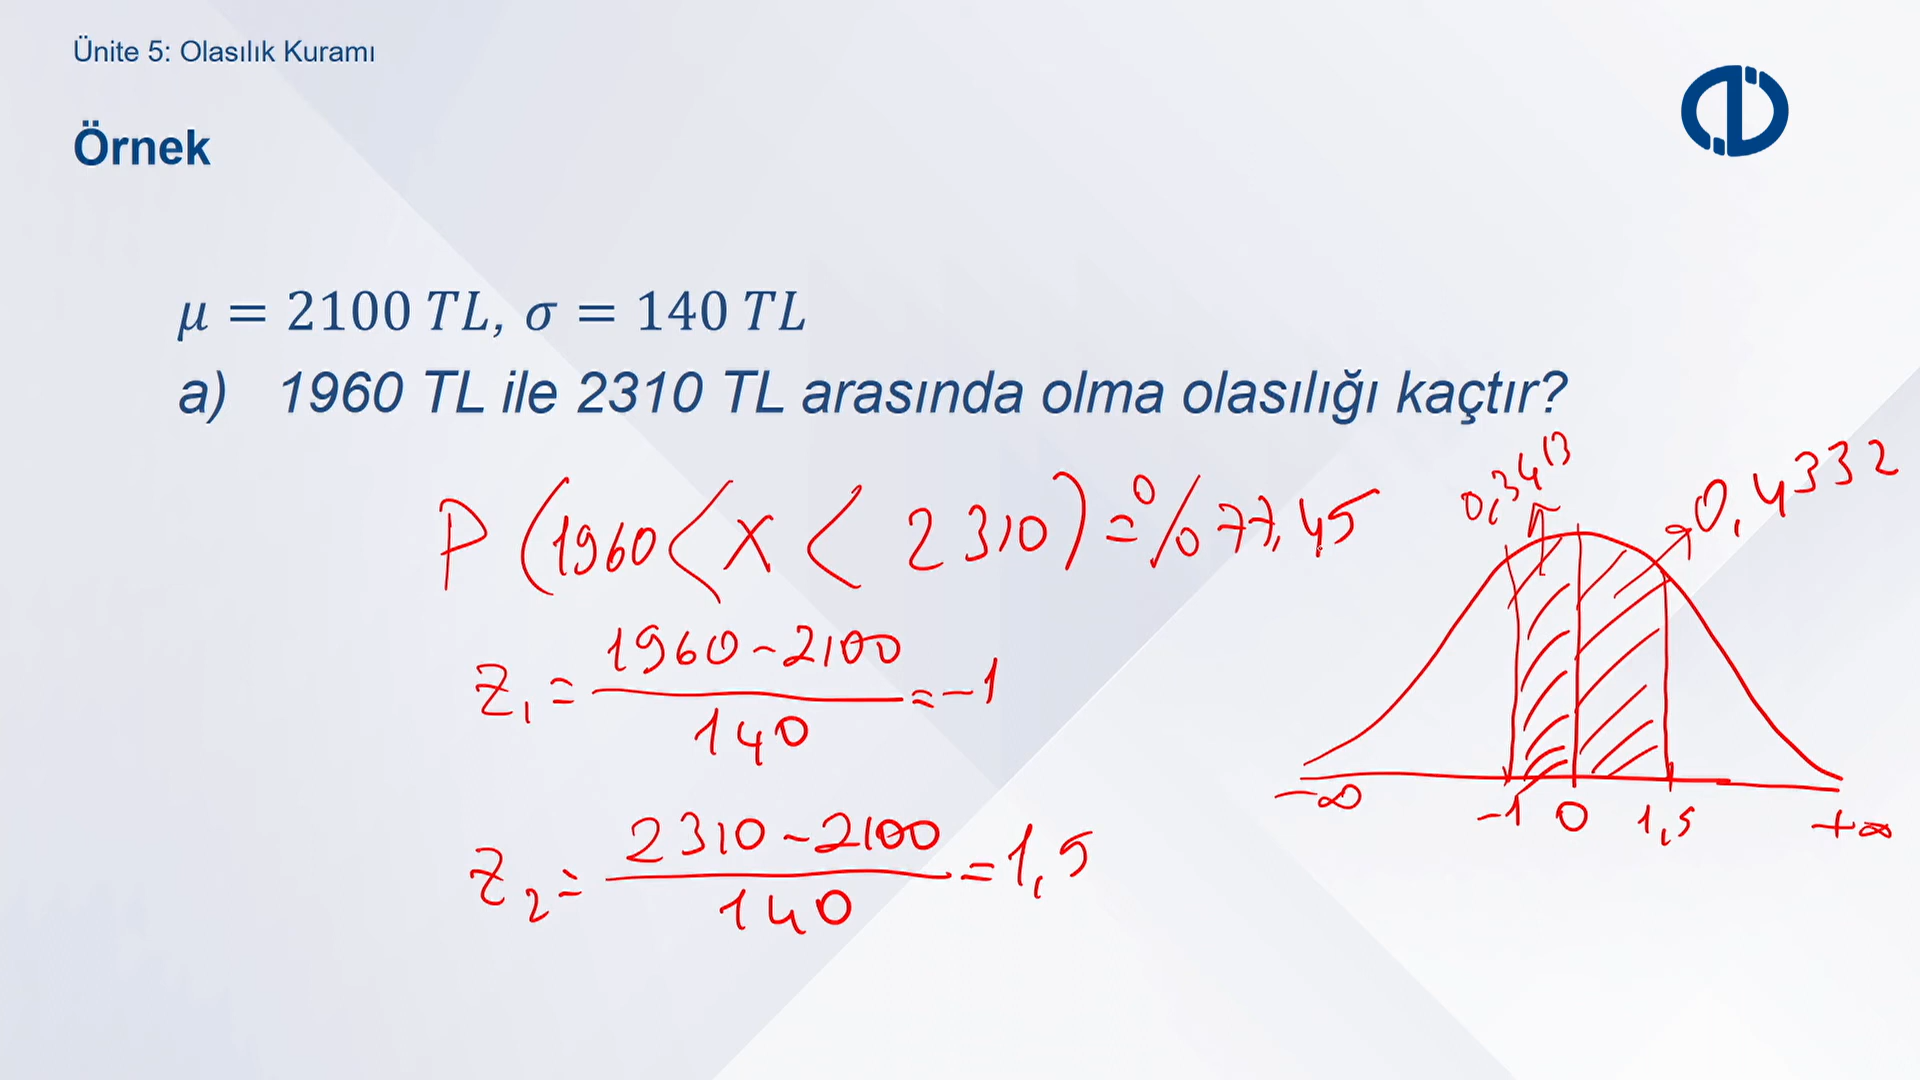 Ünite 5: Olasılık Kuramı
Örnek
μ = 2100 TL, σ = 140 TL
a) 1960 TL ile 2310 TL arasında olma olasılığı kaçtır?
P(1960 < X < 2310) = %77,45
z₁ = (1960 - 2100) / 140 = -1
z₂ = (2310 - 2100) / 140 = 1,5
0,3413
0,4332
-∞ -1 0 1,5 +∞